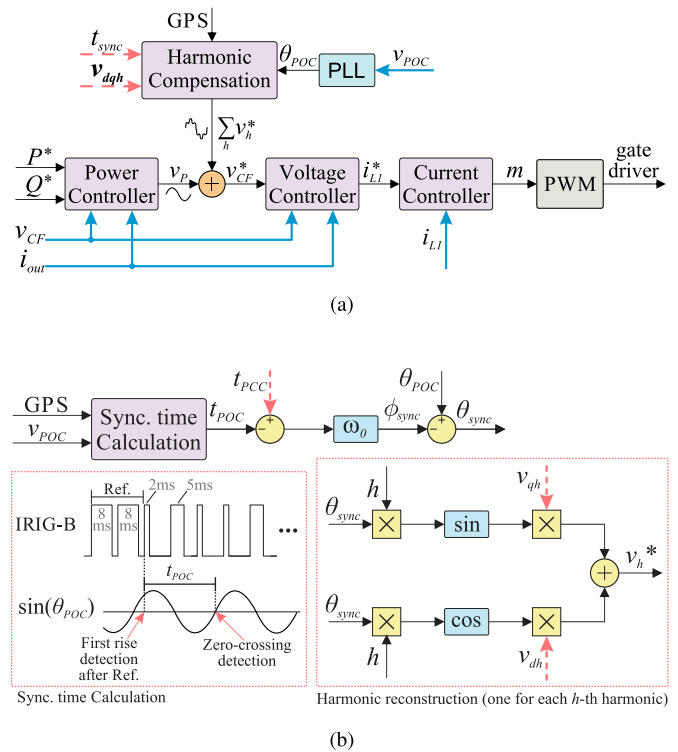 GPS
t_sync
v_dqh
Harmonic
Compensation
θ_POC
PLL
v_POC
∑_h v_h*
P*
Q*
Power
Controller
v_P
+
v_CF*
Voltage
Controller
i_L1*
Current
Controller
m
PWM
gate
driver
v_CF
i_out
i_L1
(a)
t_PCC
θ_POC
GPS
v_POC
Sync. time
Calculation
t_POC
+
−
ω_0
ϕ_sync
+
−
θ_sync
Ref.
2ms
5ms
IRIG-B
8
ms
8
ms
...
t_POC
sin(θ_POC)
First rise
detection
after Ref.
Zero-crossing
detection
Sync. time Calculation
h
v_qh
θ_sync
×
sin
×
+
v_h*
θ_sync
×
cos
×
h
v_dh
Harmonic reconstruction (one for each h-th harmonic)
(b)